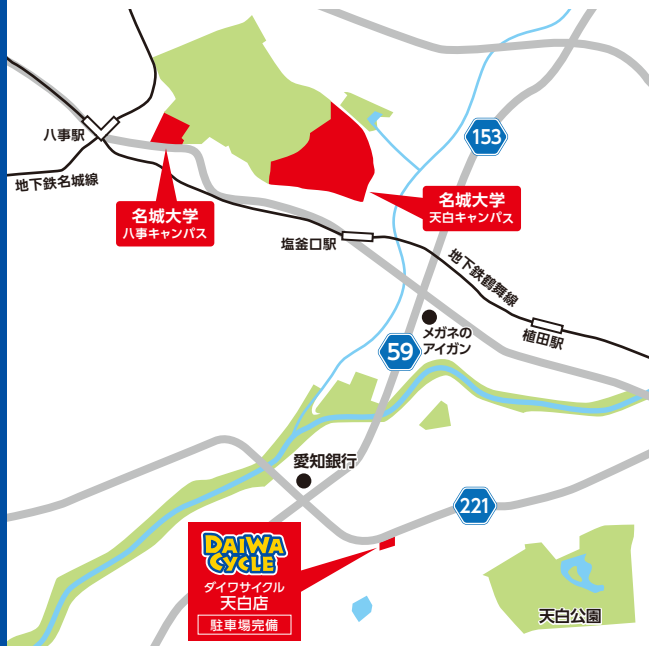 八事駅
153
地下鉄名城線
名城大学
八事キャンパス
名城大学
天白キャンパス
塩釜口駅
地下鉄鶴舞線
メガネの
アイガン
植田駅
59
愛知銀行
221
DAIWA
CYCLE
ダイワサイクル
天白店
駐車場完備
天白公園